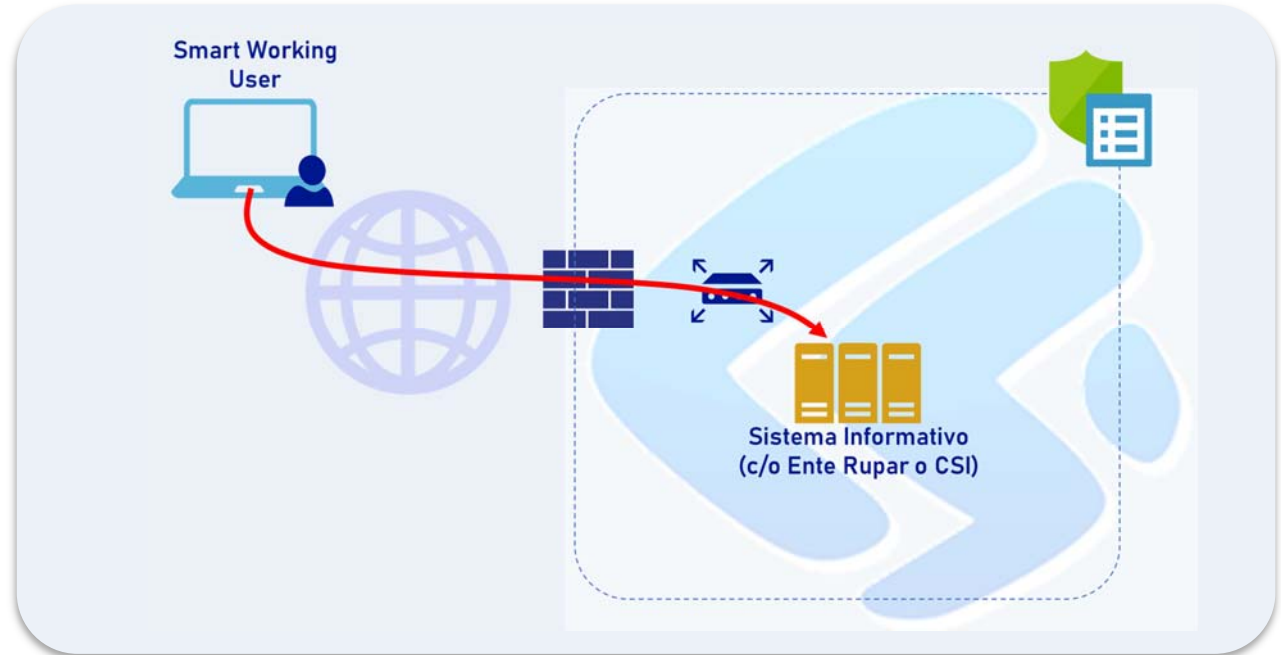 Smart Working
User
Sistema Informativo
(c/o Ente Rupar o CSI)